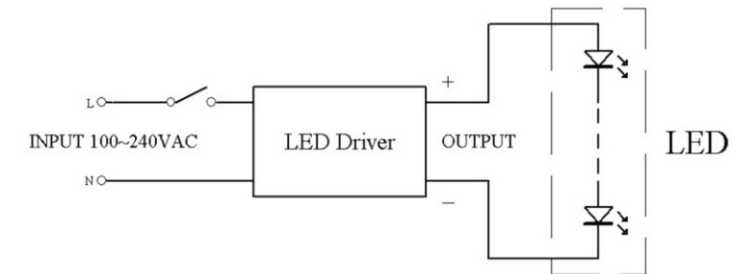 L
INPUT 100~240VAC
N
LED Driver
+
OUTPUT
−
LED